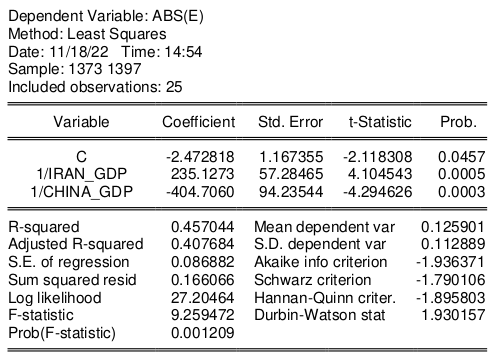 Dependent Variable: ABS(E)
Method: Least Squares
Date: 11/18/22 Time: 14:54
Sample: 1373 1397
Included observations: 25
Variable Coefficient Std. Error t-Statistic Prob.
C -2.472818 1.167355 -2.118308 0.0457
1/IRAN_GDP 235.1273 57.28465 4.104543 0.0005
1/CHINA_GDP -404.7060 94.23544 -4.294626 0.0003
R-squared 0.457044 Mean dependent var 0.125901
Adjusted R-squared 0.407684 S.D. dependent var 0.112889
S.E. of regression 0.086882 Akaike info criterion -1.936371
Sum squared resid 0.166066 Schwarz criterion -1.790106
Log likelihood 27.20464 Hannan-Quinn criter. -1.895803
F-statistic 9.259472 Durbin-Watson stat 1.930157
Prob(F-statistic) 0.001209